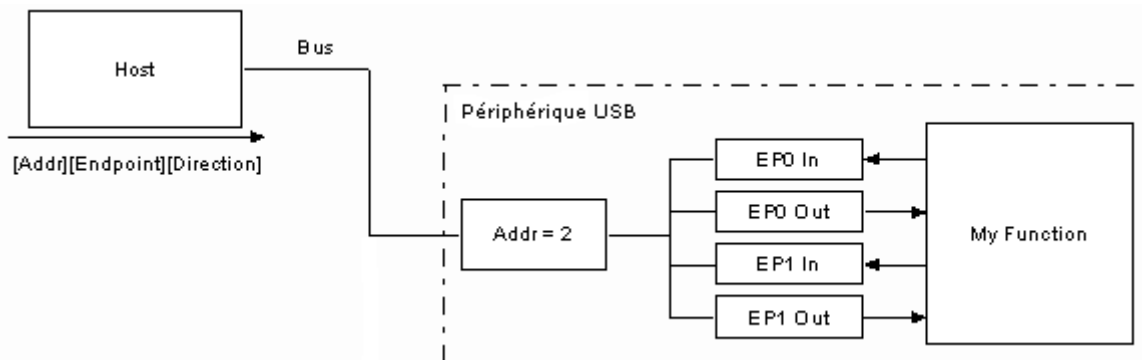 Host
Bus
[Addr][Endpoint][Direction]
Périphérique USB
Addr = 2
EP0 In
EP0 Out
EP1 In
EP1 Out
My Function